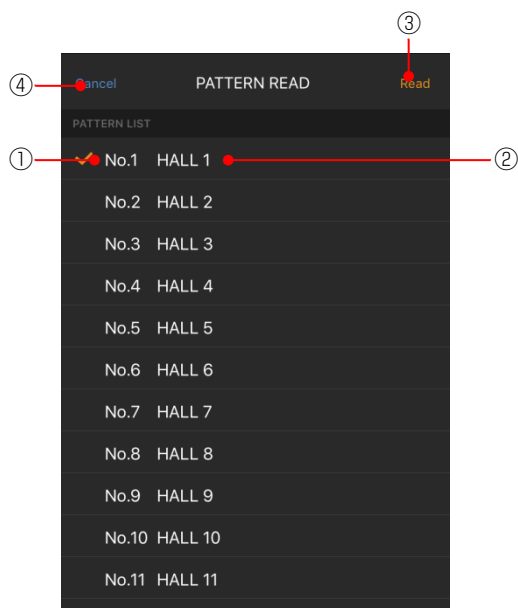 ③
④ Cancel PATTERN READ Read
PATTERN LIST
① No.1 HALL 1 ②
No.2 HALL 2
No.3 HALL 3
No.4 HALL 4
No.5 HALL 5
No.6 HALL 6
No.7 HALL 7
No.8 HALL 8
No.9 HALL 9
No.10 HALL 10
No.11 HALL 11